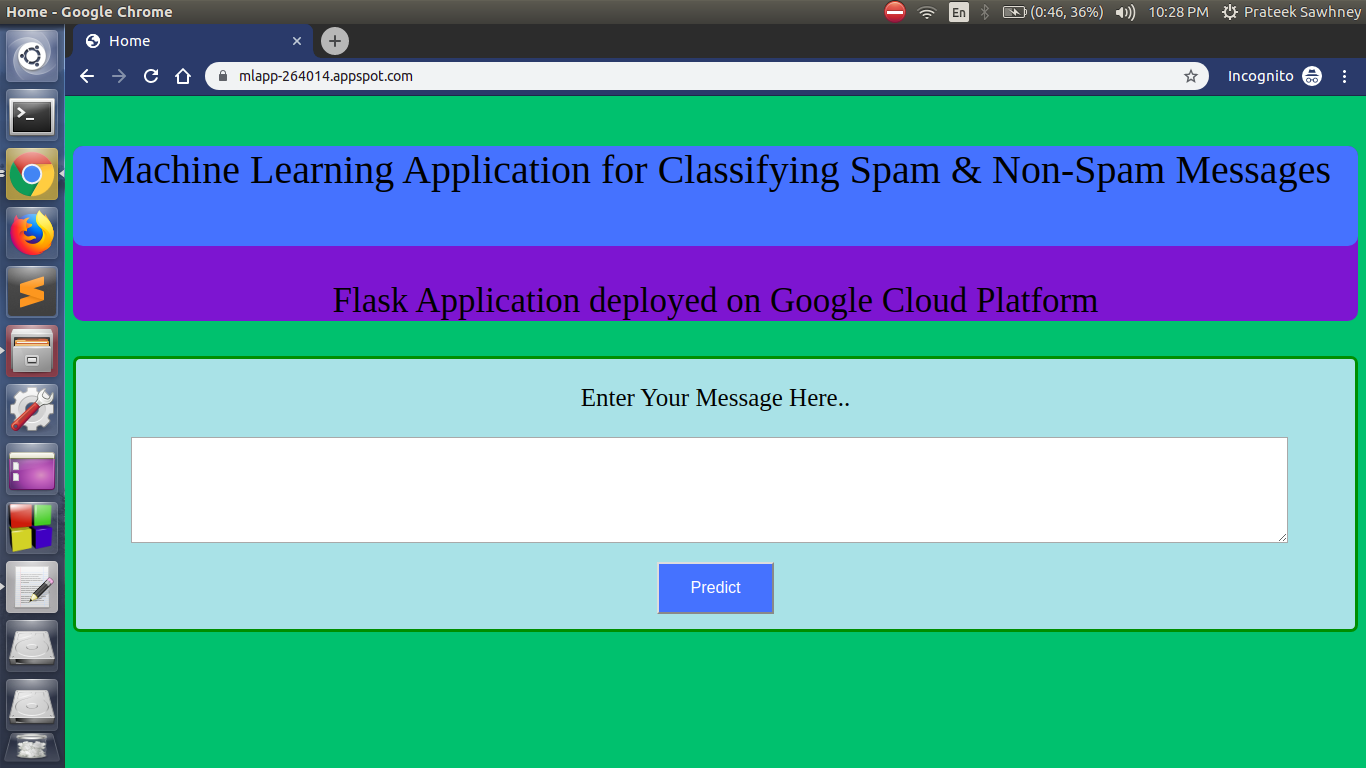 Home - Google Chrome
En
(0:46, 36%)
10:28 PM
Prateek Sawhney
Home
mlapp-264014.appspot.com
Incognito
Machine Learning Application for Classifying Spam & Non-Spam Messages
Flask Application deployed on Google Cloud Platform
Enter Your Message Here..
Predict